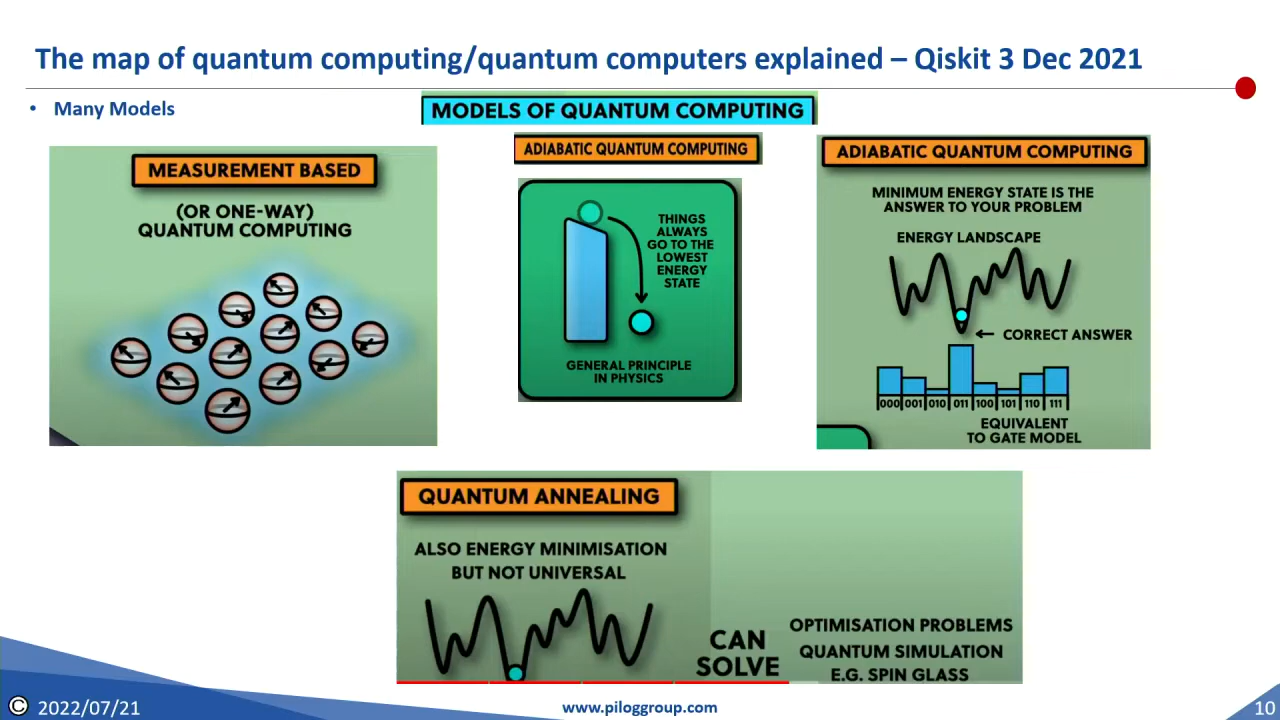 The map of quantum computing/quantum computers explained – Qiskit 3 Dec 2021
• Many Models
MODELS OF QUANTUM COMPUTING
MEASUREMENT BASED
(OR ONE-WAY)
QUANTUM COMPUTING
ADIABATIC QUANTUM COMPUTING
THINGS
ALWAYS
GO TO THE
LOWEST
ENERGY
STATE
GENERAL PRINCIPLE
IN PHYSICS
ADIABATIC QUANTUM COMPUTING
MINIMUM ENERGY STATE IS THE
ANSWER TO YOUR PROBLEM
ENERGY LANDSCAPE
← CORRECT ANSWER
000 001 010 011 100 101 110 111
EQUIVALENT
TO GATE MODEL
QUANTUM ANNEALING
ALSO ENERGY MINIMISATION
BUT NOT UNIVERSAL
CAN
SOLVE
OPTIMISATION PROBLEMS
QUANTUM SIMULATION
E.G. SPIN GLASS
© 2022/07/21
www.piloggroup.com
10